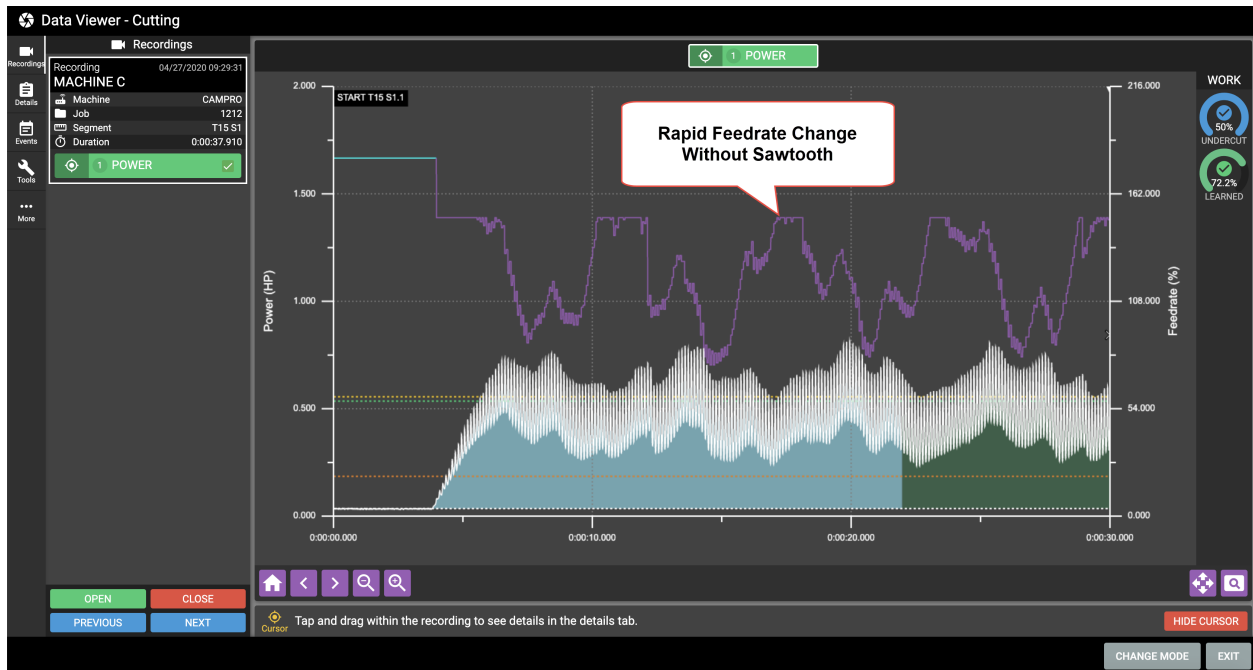 Data Viewer - Cutting
Recordings
Details
Events
Tools
More
Recordings
Recording 04/27/2020 09:29:31
MACHINE C
Machine CAMPRO
Job 1212
Segment T15 S1
Duration 0:00:37.910
1 POWER
OPEN CLOSE
PREVIOUS NEXT
1 POWER
START T15 S1.1
Rapid Feedrate Change
Without Sawtooth
Power (HP)
2.000
1.500
1.000
0.500
0.000
216.000
162.000
108.000
54.000
0.000
Feedrate (%)
0:00:00.000 0:00:10.000 0:00:20.000 0:00:30.000
WORK
50%
UNDERCUT
72.2%
LEARNED
Cursor
Tap and drag within the recording to see details in the details tab.
HIDE CURSOR
CHANGE MODE EXIT